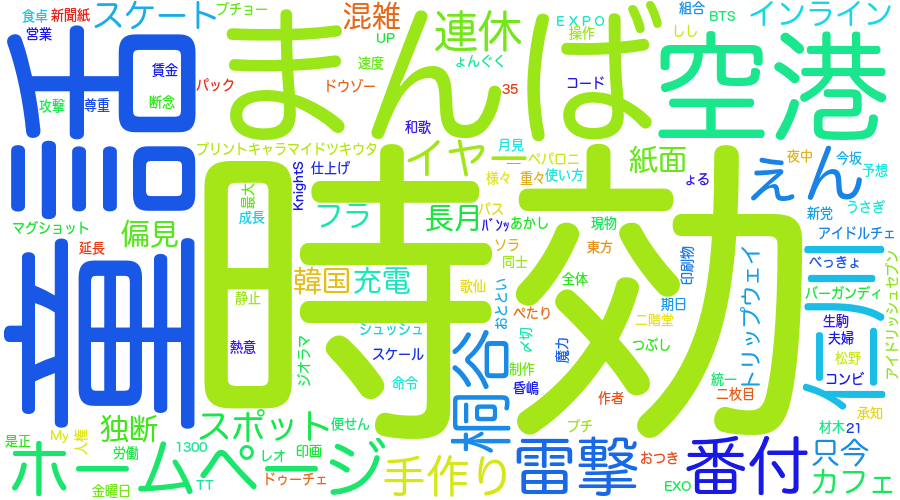 食卓
新聞紙
スケート
プチョー
混雑
連休
ＥＸＰＯ
組合
BTS
インライン
営業
UP
操作
しし
童話
賃金
まんば
速度
ょんぐく
空港
攻撃
尊重
断念
パック
ドウゾー
35
コード
和歌
プリントキャラマイドツキウタ
仕上げ
イヤー
月見
ペパロニ
紙面
えん
夜中
今坂
予想
KnightS
様々
重々
使い方
ょる
最大
成長
フラ
長月
パス
あかし
現物
新党
うさぎ
マグショット
偏見
バンッ
アイドルチェ
延長
ソラ
東方
同士
印刷物
仁川
べっきょ
時効
韓国
充電
歌仙
おととい
全体
トリップウェイ
バーガンディ
アイドリッシュセブン
静止
期日
ぺたり
二階堂
生駒
シュッシュ
夫婦
熱意
ジオラマ
スケール
桐谷
〆切
魔力
つぶし
松野
命令
制作
統一
コンビ
昏嶋
作者
二枚目
承知
スポット
便せん
プチ
材木
21
独断
My
人権
是正
労働
1300
レオ
印画
ホームページ
手作り
雷撃
おつき
番付
只今
カフェ
金曜日
TT
ドゥーチェ
EXO